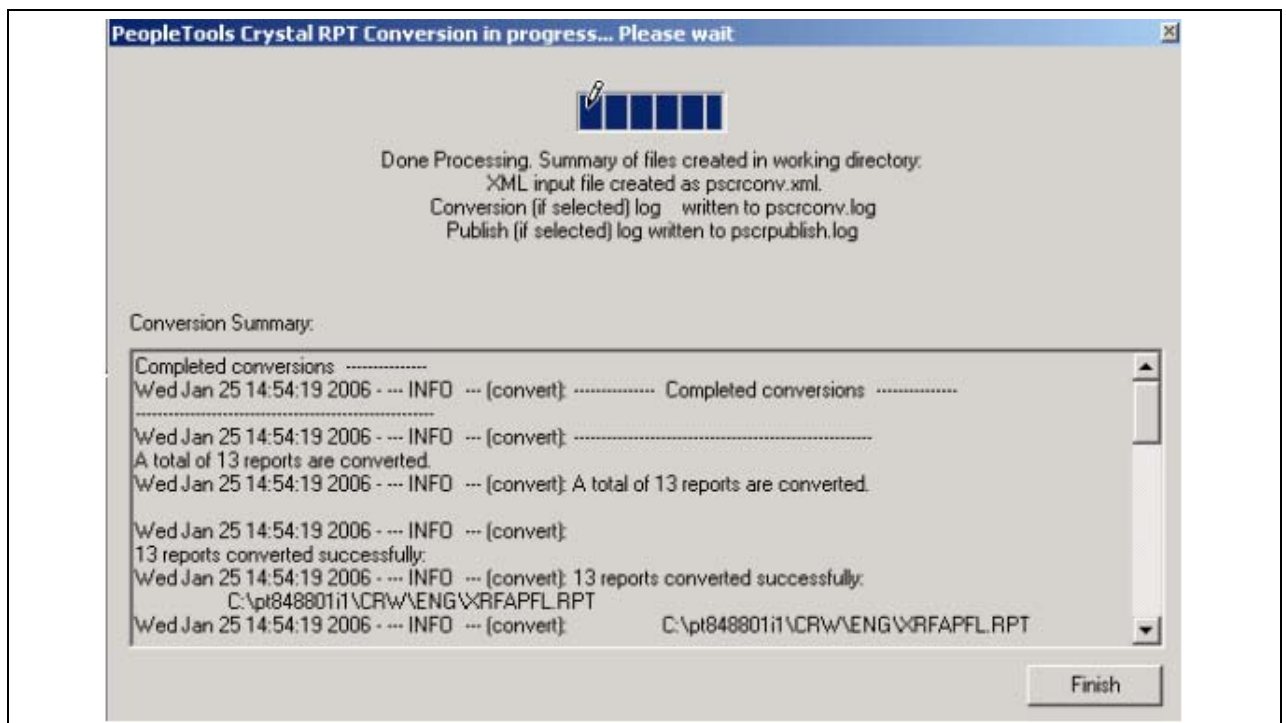 PeopleTools Crystal RPT Conversion in progress... Please wait
Done Processing. Summary of files created in working directory:
XML input file created as pscrconv.xml.
Conversion (if selected) log written to pscrconv.log
Publish (if selected) log written to pscrpublish.log
Conversion Summary:
Completed conversions ---------------
Wed Jan 25 14:54:19 2006 - --- INFO --- (convert): --------------- Completed conversions ---------------
-------------------------------------------------------
Wed Jan 25 14:54:19 2006 - --- INFO --- (convert): -------------------------------------------------------
A total of 13 reports are converted.
Wed Jan 25 14:54:19 2006 - --- INFO --- (convert): A total of 13 reports are converted.
Wed Jan 25 14:54:19 2006 - --- INFO --- (convert):
13 reports converted successfully:
Wed Jan 25 14:54:19 2006 - --- INFO --- (convert): 13 reports converted successfully:
C:\pt848801i1\CRW\ENG\XRFAPFL.RPT
Wed Jan 25 14:54:19 2006 - --- INFO --- (convert): C:\pt848801i1\CRW\ENG\XRFAPFL.RPT
Finish